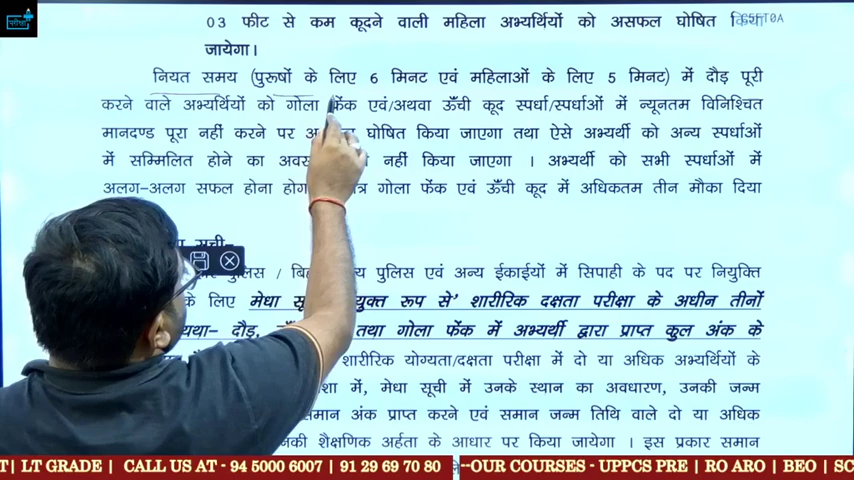 परीक्षा
03 फीट से कम कूदने वाली महिला अभ्यर्थियों को असफल घोषित किया
जायेगा।
नियत समय (पुरूषों के लिए 6 मिनट एवं महिलाओं के लिए 5 मिनट) में दौड़ पूरी
करने वाले अभ्यर्थियों को गोला फेंक एवं/अथवा ऊँची कूद स्पर्धा/स्पर्धाओं में न्यूनतम विनिश्चित
मानदण्ड पूरा नहीं करने पर घोषित किया जाएगा तथा ऐसे अभ्यर्थी को अन्य स्पर्धाओं
में सम्मिलित होने का नहीं किया जाएगा । अभ्यर्थी को सभी स्पर्धाओं में
अलग–अलग सफल होना गोला फेंक एवं ऊँची कूद में अधिकतम तीन मौका दिया
सूची–
पुलिस / पुलिस एवं अन्य ईकाईयों में सिपाही के पद पर नियुक्ति
के लिए मेधा रूप से’ शारीरिक दक्षता परीक्षा के अधीन तीनों
यथा– दौड़, तथा गोला फेंक में अभ्यर्थी द्वारा प्राप्त कुल अंक के
शारीरिक योग्यता/दक्षता परीक्षा में दो या अधिक अभ्यर्थियों के
में, मेधा सूची में उनके स्थान का अवधारण, उनकी जन्म
समान अंक प्राप्त करने एवं समान जन्म तिथि वाले दो या अधिक
शैक्षणिक अर्हता के आधार पर किया जायेगा । इस प्रकार समान
T| LT GRADE | CALL US AT - 94 5000 6007 | 91 29 69 70 80 --OUR COURSES - UPPCS PRE | RO ARO | BEO | SC